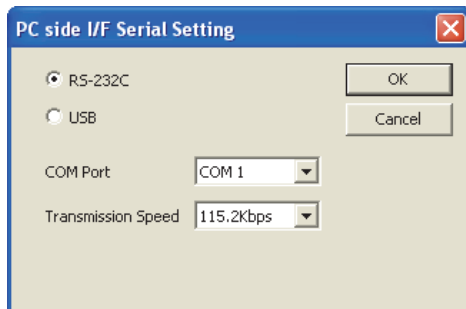 PC side I/F Serial Setting
RS-232C
OK
USB
Cancel
COM Port COM 1
Transmission Speed 115.2Kbps